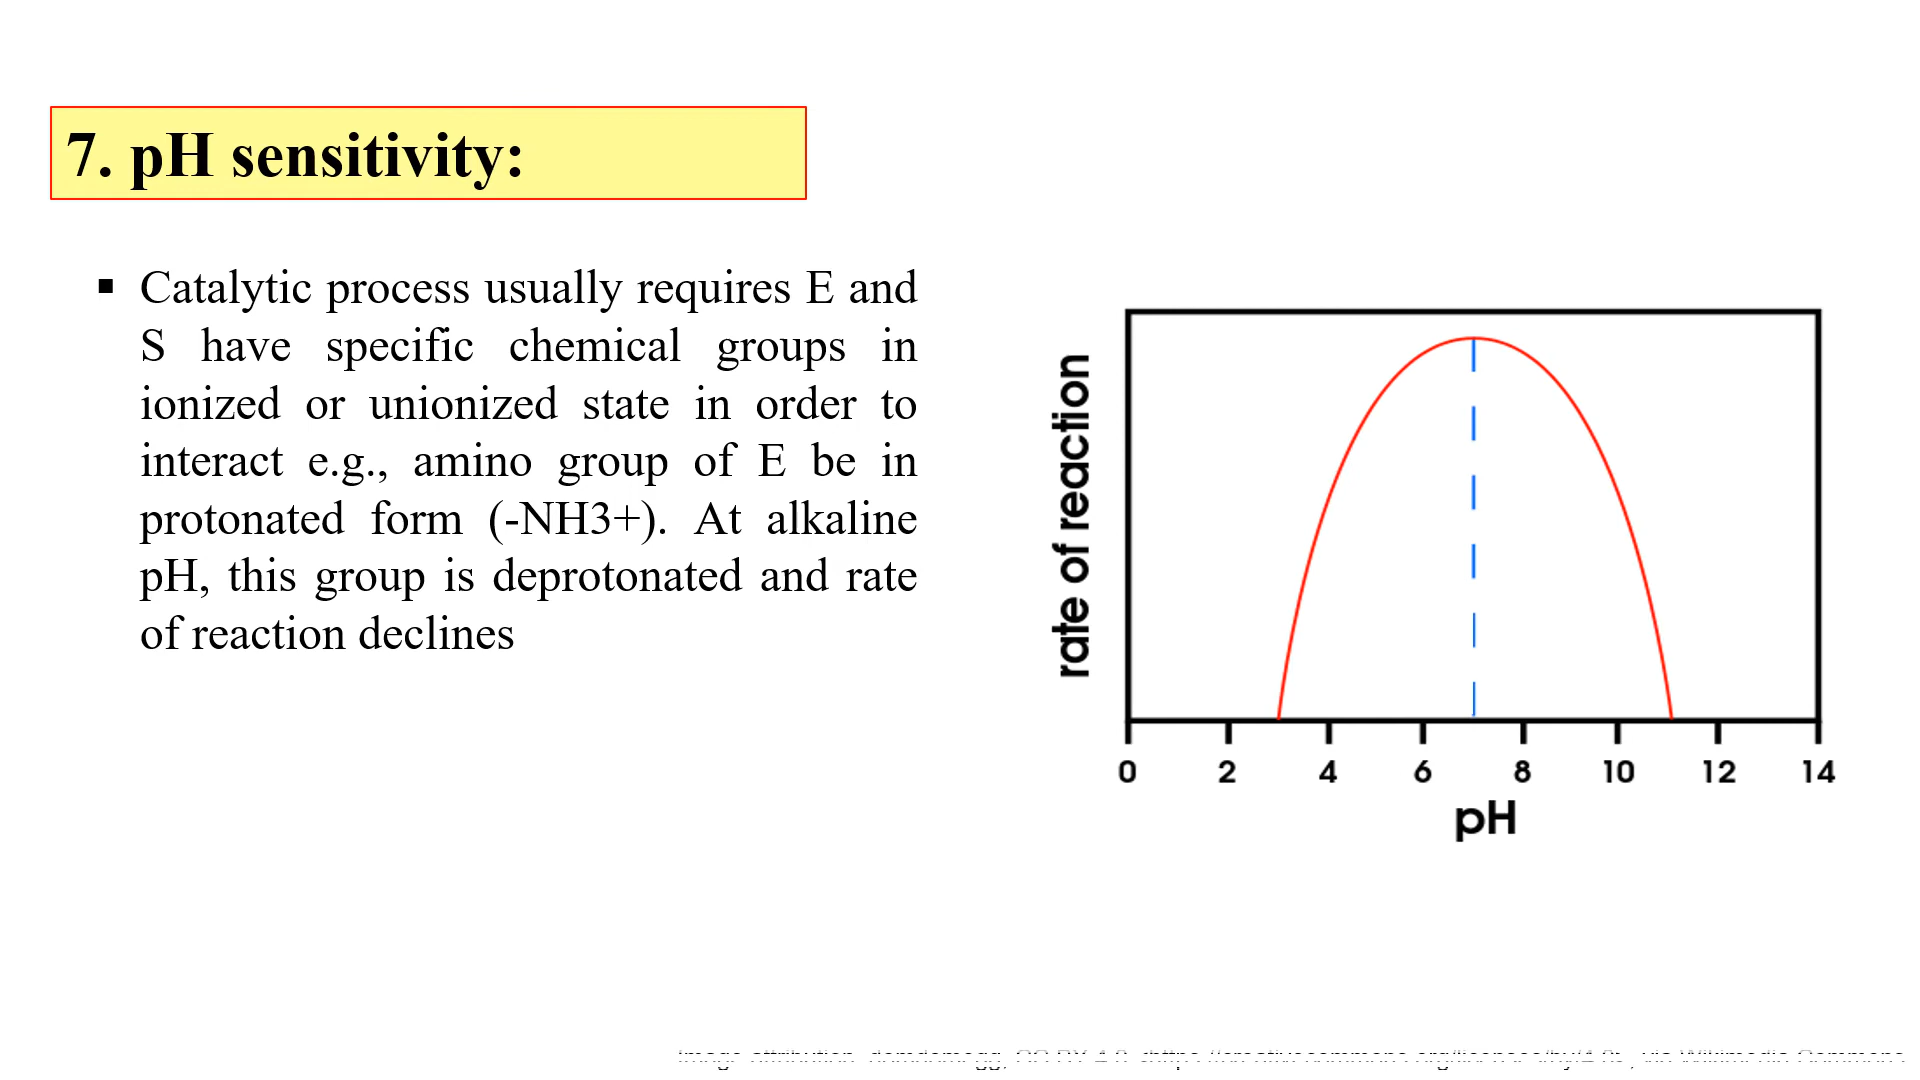 7. pH sensitivity:
▪ Catalytic process usually requires E and
S have specific chemical groups in
ionized or unionized state in order to
interact e.g., amino group of E be in
protonated form (-NH3+). At alkaline
pH, this group is deprotonated and rate
of reaction declines
rate of reaction
0 2 4 6 8 10 12 14
pH